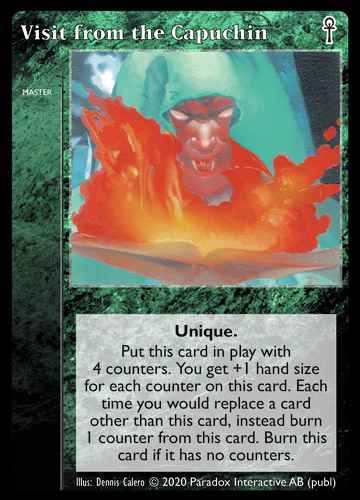 Visit from the Capuchin
MASTER
Unique.
Put this card in play with
4 counters. You get +1 hand size
for each counter on this card. Each
time you would replace a card
other than this card, instead burn
1 counter from this card. Burn this
card if it has no counters.
Illus: Dennis Calero © 2020 Paradox Interactive AB (publ)